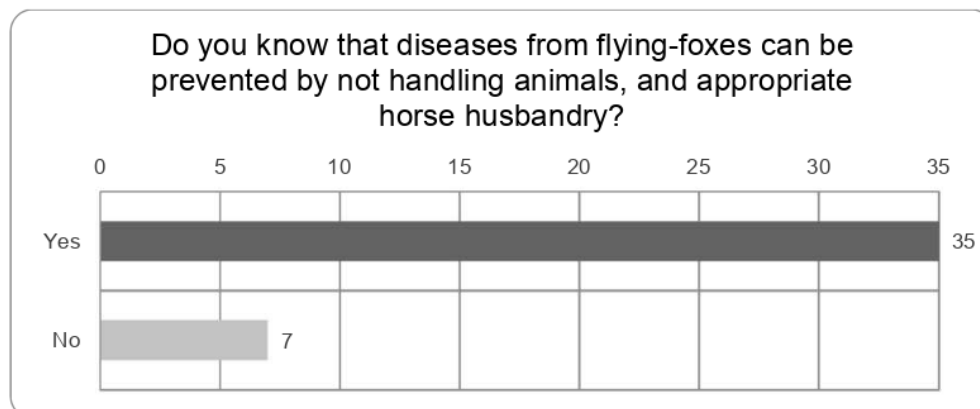 Do you know that diseases from flying-foxes can be
prevented by not handling animals, and appropriate
horse husbandry?
0 5 10 15 20 25 30 35
Yes 35
No 7